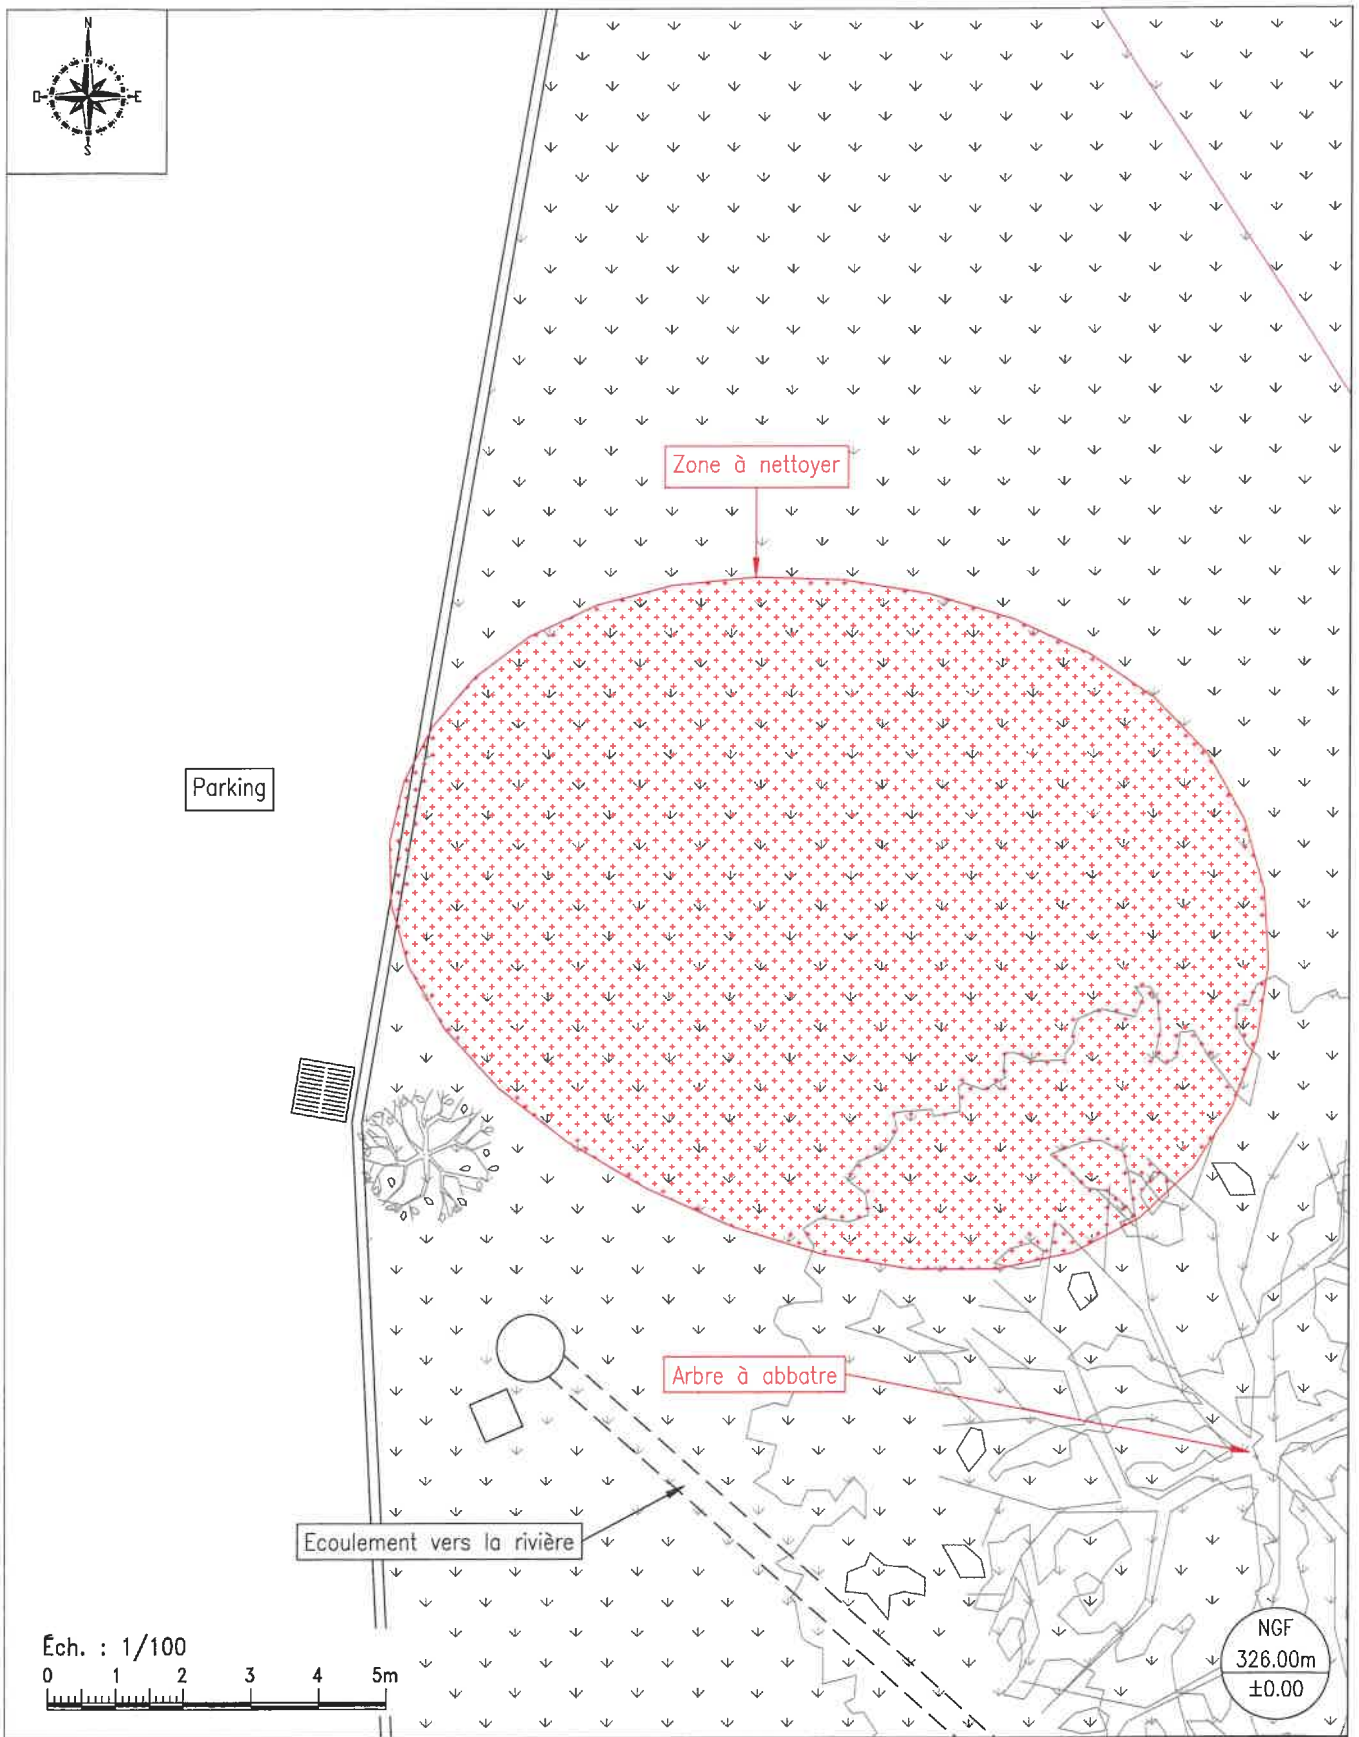 N
O E
S
Zone à nettoyer
Parking
Arbre à abbatre
Ecoulement vers la rivière
Éch. : 1/100
0 1 2 3 4 5m
NGF
326.00m
±0.00